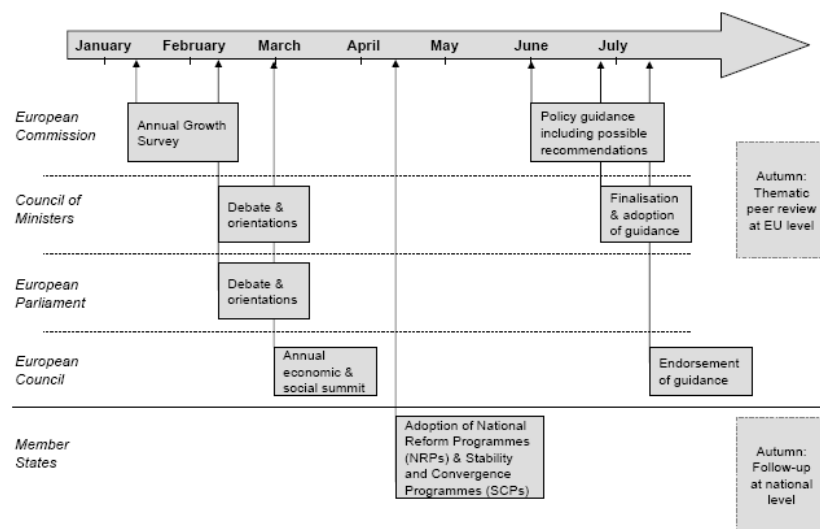 January February March April May June July
European
Commission
Annual Growth
Survey
Policy guidance
including possible
recommendations
Autumn:
Thematic
peer review
at EU level
Council of
Ministers
Debate &
orientations
Finalisation
& adoption
of guidance
European
Parliament
Debate &
orientations
European
Council
Annual
economic &
social summit
Endorsement
of guidance
Member
States
Adoption of National
Reform Programmes
(NRPs) & Stability
and Convergence
Programmes (SCPs)
Autumn:
Follow-up
at national
level